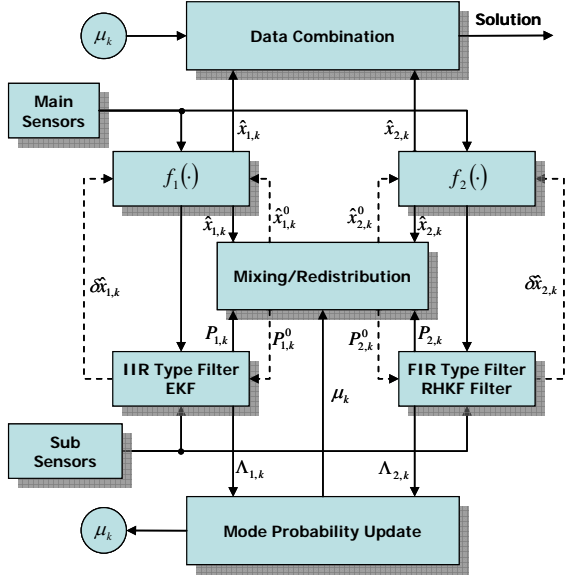 Solution
μ_k
Data Combination
Main
Sensors
x̂_{1,k}
x̂_{2,k}
f_1(·)
f_2(·)
x̂_{1,k}
x̂^0_{1,k}
x̂^0_{2,k}
x̂_{2,k}
Mixing/Redistribution
δx̂_{1,k}
δx̂_{2,k}
P_{1,k}
P^0_{1,k}
P^0_{2,k}
P_{2,k}
IIR Type Filter
EKF
μ_k
FIR Type Filter
RHKF Filter
Sub
Sensors
Λ_{1,k}
Λ_{2,k}
μ_k
Mode Probability Update